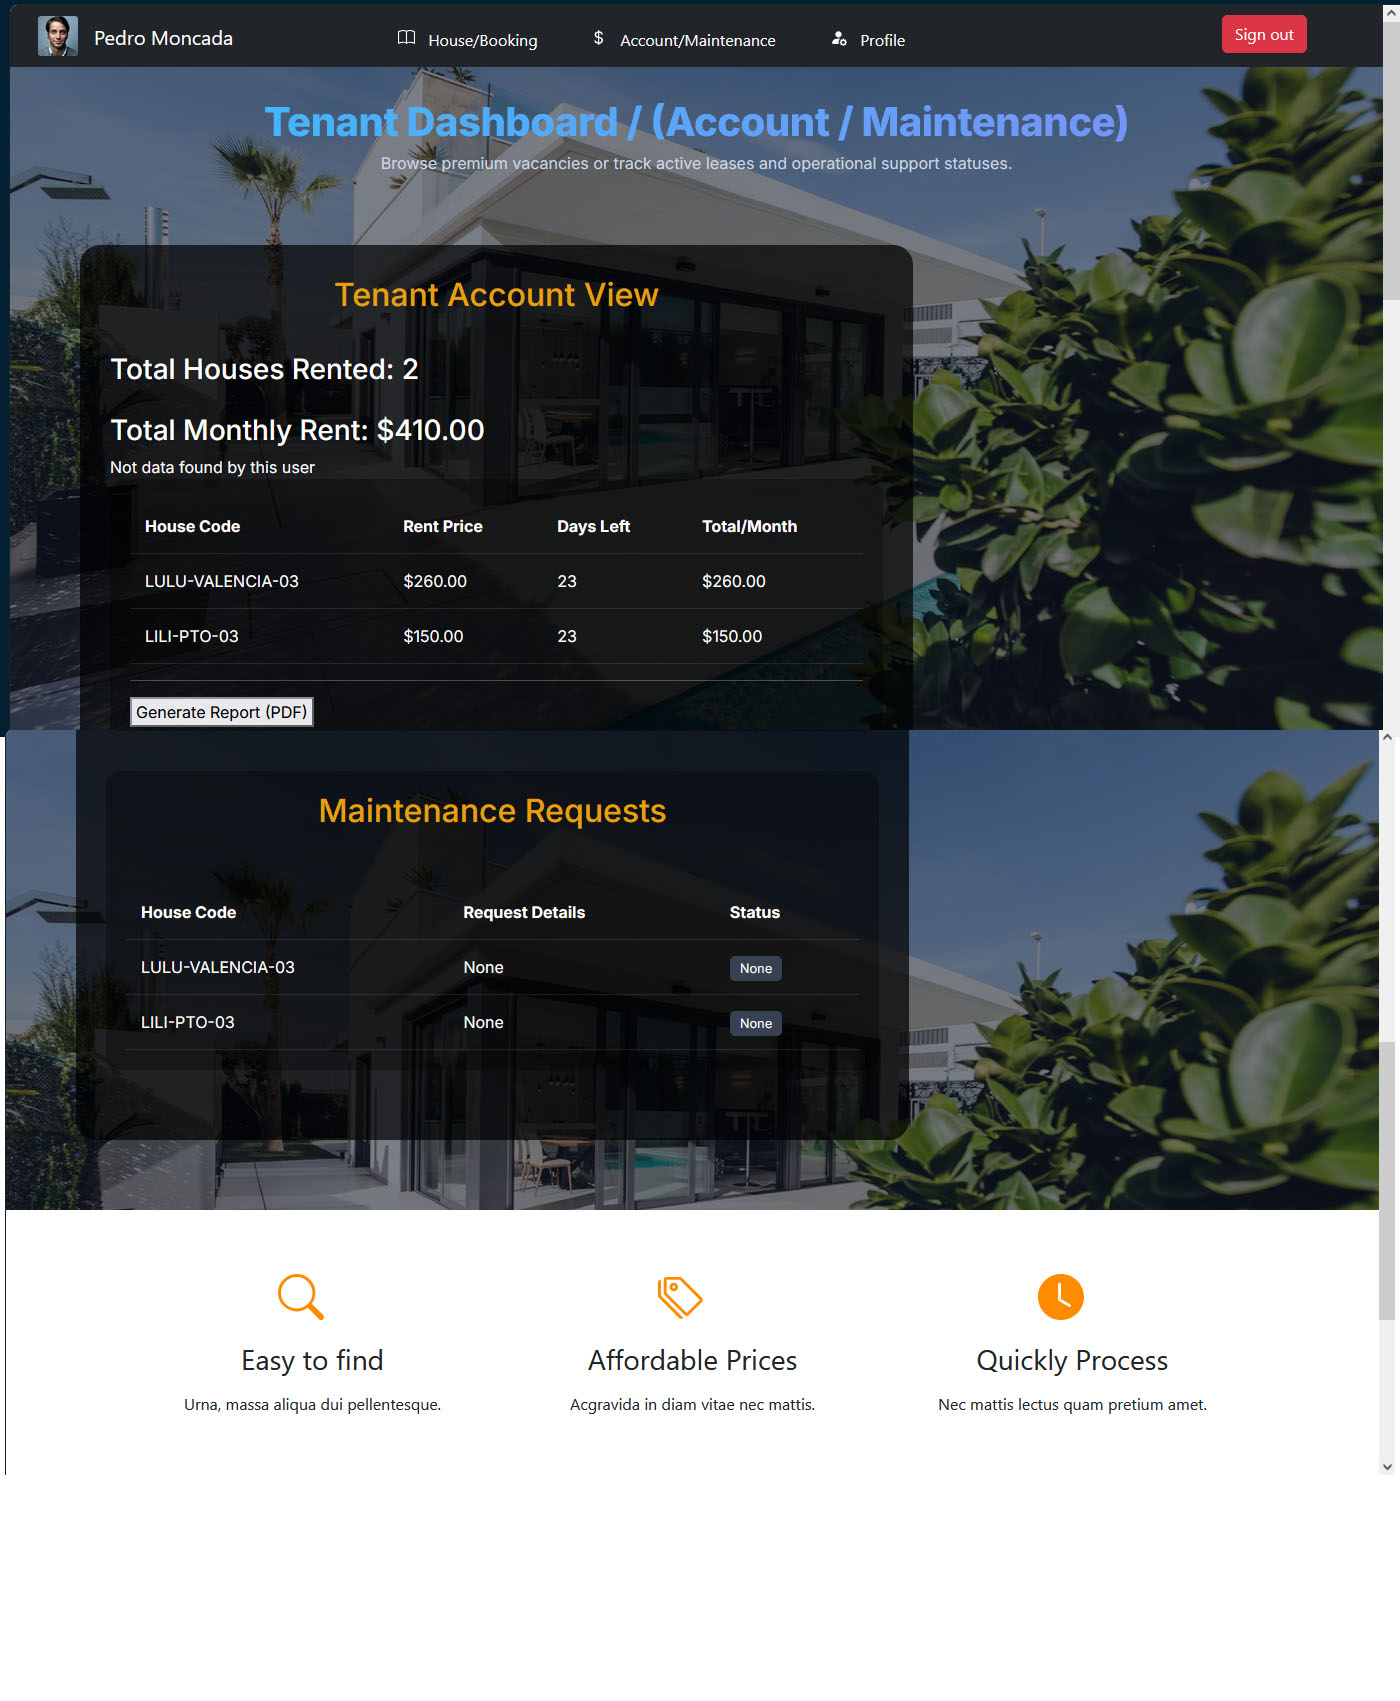 Pedro Moncada
House/Booking
$ Account/Maintenance
Profile
Sign out
Tenant Dashboard / (Account / Maintenance)
Browse premium vacancies or track active leases and operational support statuses.
Tenant Account View
Total Houses Rented: 2
Total Monthly Rent: $410.00
Not data found by this user
House Code Rent Price Days Left Total/Month
LULU-VALENCIA-03 $260.00 23 $260.00
LILI-PTO-03 $150.00 23 $150.00
Generate Report (PDF)
Maintenance Requests
House Code Request Details Status
LULU-VALENCIA-03 None None
LILI-PTO-03 None None
Easy to find
Urna, massa aliqua dui pellentesque.
Affordable Prices
Acgravida in diam vitae nec mattis.
Quickly Process
Nec mattis lectus quam pretium amet.